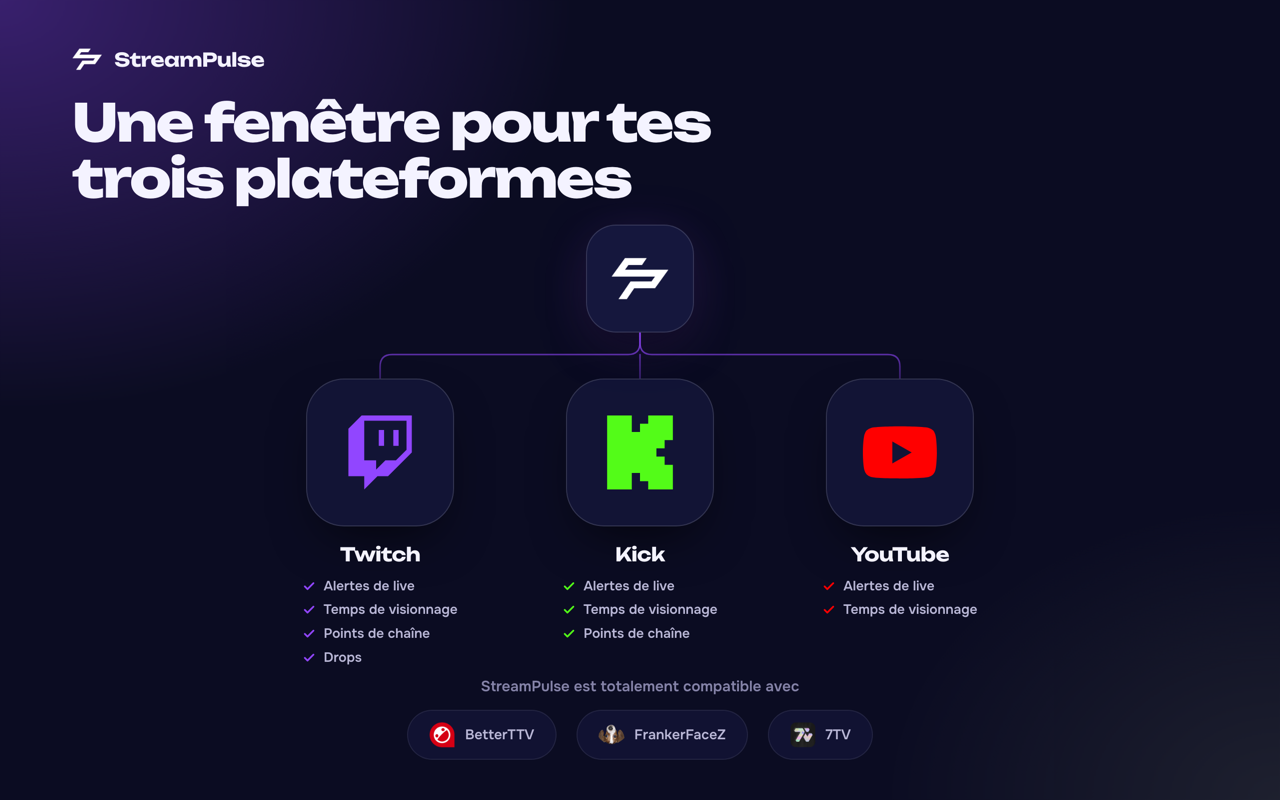 StreamPulse
Une fenêtre pour tes
trois plateformes
Twitch
Alertes de live
Temps de visionnage
Points de chaîne
Drops
Kick
Alertes de live
Temps de visionnage
Points de chaîne
YouTube
Alertes de live
Temps de visionnage
StreamPulse est totalement compatible avec
BetterTTV
FrankerFaceZ
7TV